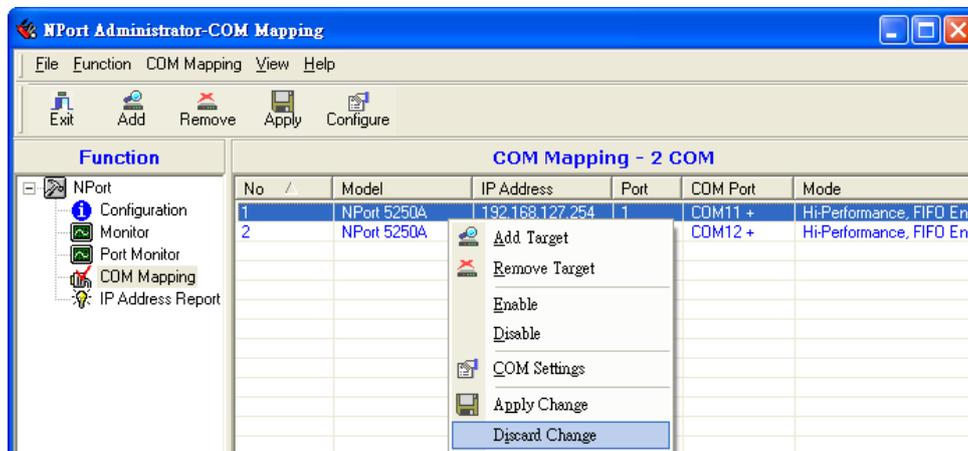 NPort Administrator-COM Mapping
File Function COM Mapping View Help
Exit Add Remove Apply Configure
Function
COM Mapping - 2 COM
NPort
Configuration
Monitor
Port Monitor
COM Mapping
IP Address Report
No Model IP Address Port COM Port Mode
1 NPort 5250A 192.168.127.254 1 COM11 + Hi-Performance, FIFO En
2 NPort 5250A COM12 + Hi-Performance, FIFO En
Add Target
Remove Target
Enable
Disable
COM Settings
Apply Change
Discard Change